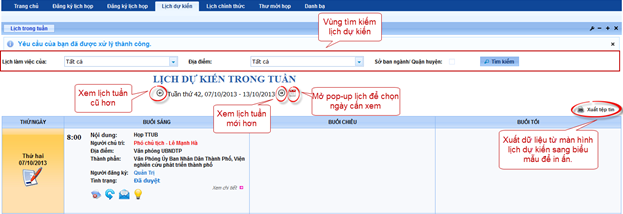 Trang chủ Đăng ký lịch họp Đăng ký lịch họp Lịch dự kiến Lịch chính thức Thư mời họp Danh bạ
Vùng tìm kiếm
lịch dự kiến
Lịch trong tuần
Yêu cầu của bạn đã được xử lý thành công.
Lịch làm việc của: Tất cả Địa điểm: Tất cả Sở ban ngành/ Quận huyện: Tìm kiếm
LỊCH DỰ KIẾN TRONG TUẦN
Xem lịch tuần
cũ hơn
Tuần thứ 42, 07/10/2013 - 13/10/2013
Mở pop-up lịch để chọn
ngày cần xem
Xem lịch tuần
mới hơn
Xuất tệp tin
THỨ/NGÀY BUỔI SÁNG BUỔI CHIỀU BUỔI TỐI
Thứ hai
07/10/2013
8:00 Nội dung: Họp TTUB
Người chủ trì: Phó chủ tịch - Lê Mạnh Hà
Địa điểm: Văn phòng UBNDTP
Thành phần: Văn Phòng Ủy Ban Nhân Dân Thành Phố, Viện
nghiên cứu phát triển thành phố
Người đăng ký: Quản Trị
Tình trạng: Đã duyệt
Xem chi tiết
Xuất dữ liệu từ màn hình
lịch dự kiến sang biểu
mẫu để in ấn.